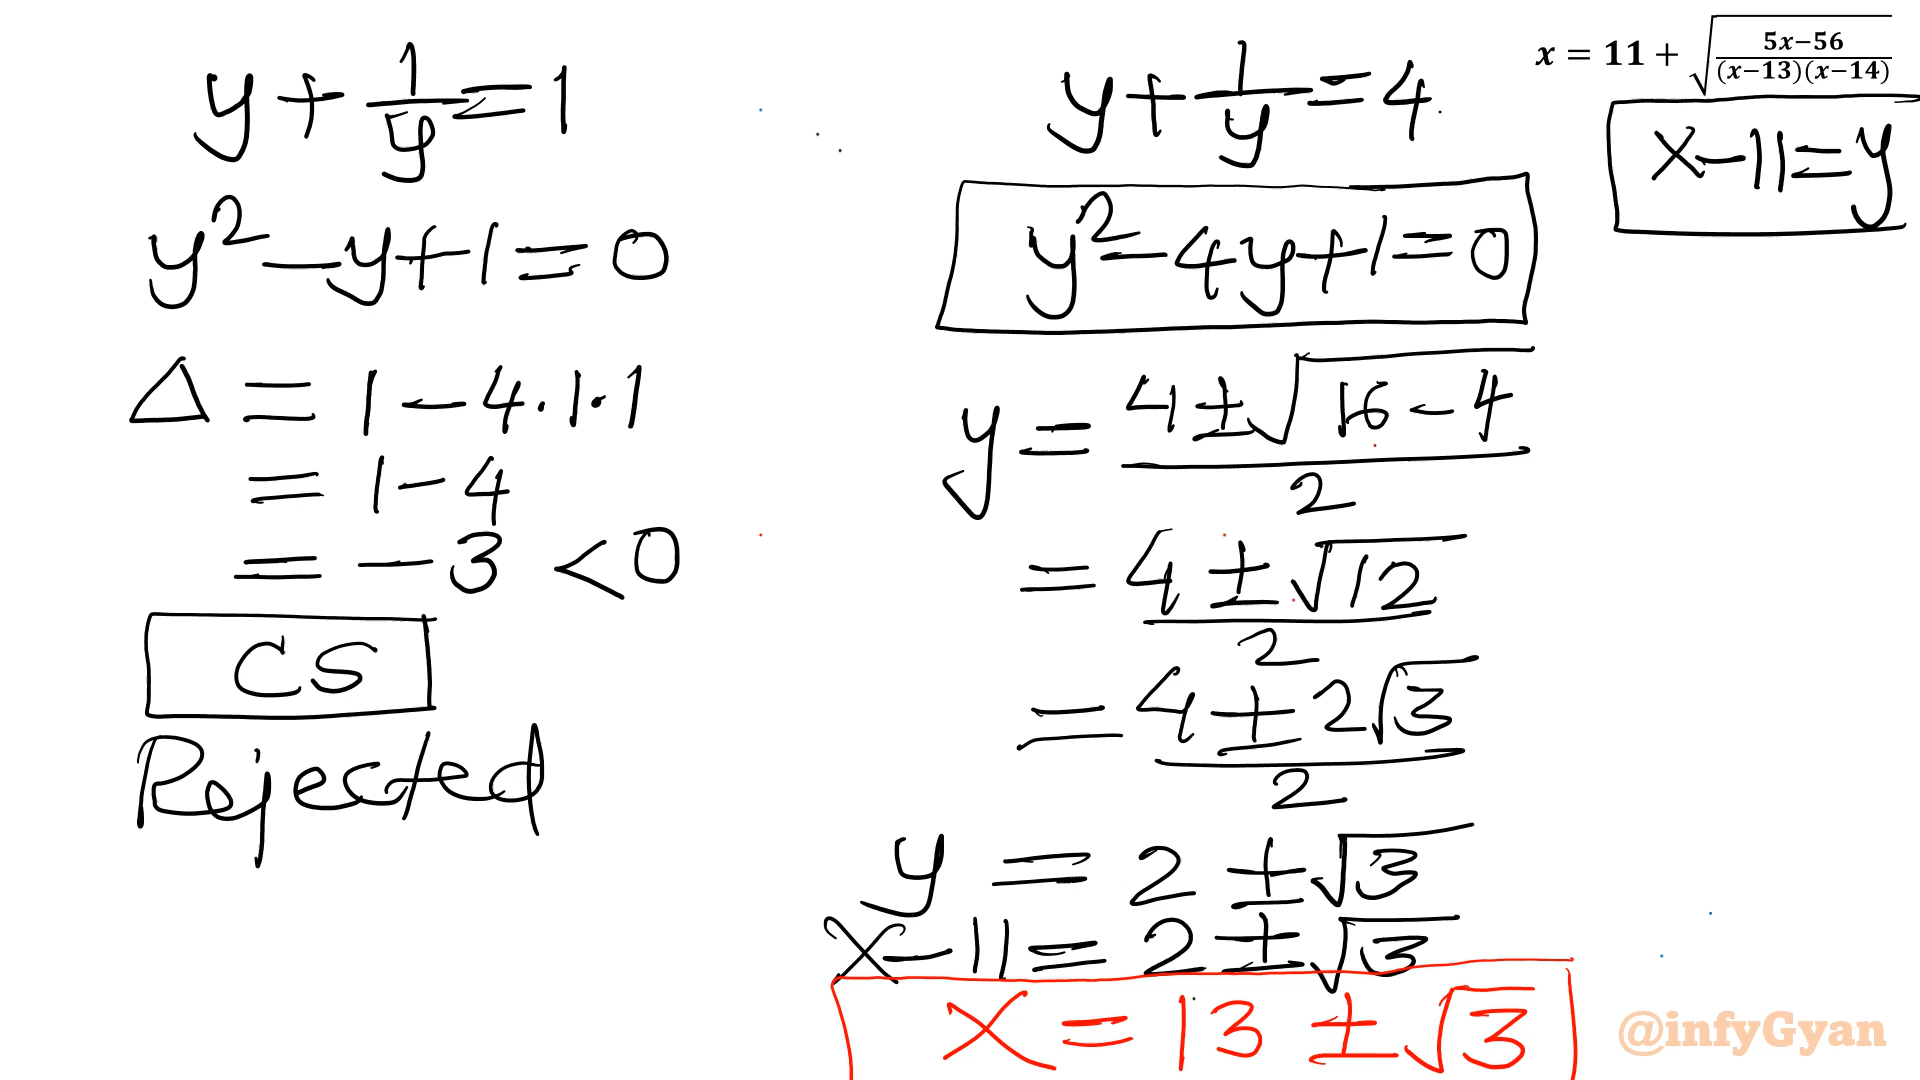 y + 1/y = 1
y² - y + 1 = 0
Δ = 1 - 4·1·1
= 1 - 4
= -3 < 0
CS
Rejected
y + 1/y = 4
y² - 4y + 1 = 0
y = (4 ± √(16 - 4))/2
= (4 ± √12)/2
= (4 ± 2√3)/2
y = 2 ± √3
x - 11 = 2 ± √3
x = 13 ± √3
x = 11 + √((5x-56)/((x-13)(x-14)))
x - 11 = y
@infyGyan